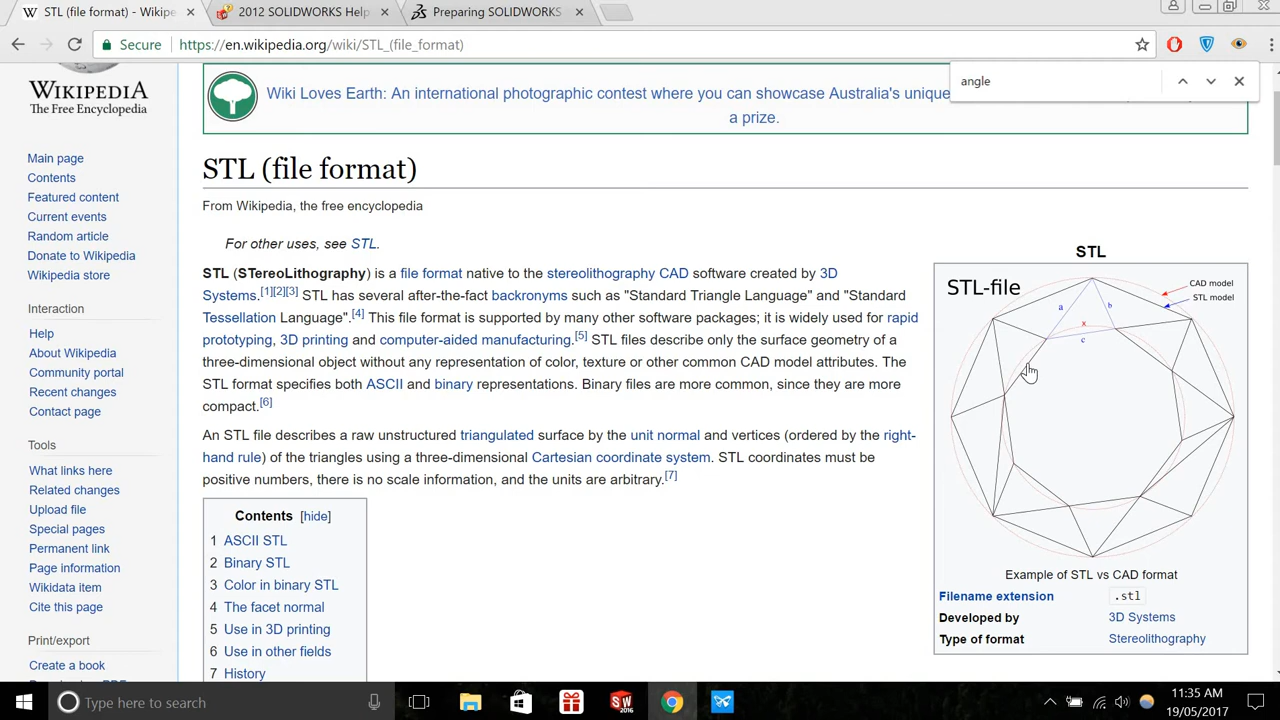 STL (file format) - Wikipe
2012 SOLIDWORKS Help
Preparing SOLIDWORKS
Secure
https://en.wikipedia.org/wiki/STL_(file_format)
angle
WIKIPEDIA
The Free Encyclopedia
Main page
Contents
Featured content
Current events
Random article
Donate to Wikipedia
Wikipedia store
Interaction
Help
About Wikipedia
Community portal
Recent changes
Contact page
Tools
What links here
Related changes
Upload file
Special pages
Permanent link
Page information
Wikidata item
Cite this page
Print/export
Create a book
Wiki Loves Earth: An international photographic contest where you can showcase Australia's unique
a prize.
STL (file format)
From Wikipedia, the free encyclopedia
For other uses, see STL.
STL (STereoLithography) is a file format native to the stereolithography CAD software created by 3D
Systems.[1][2][3] STL has several after-the-fact backronyms such as "Standard Triangle Language" and "Standard
Tessellation Language".[4] This file format is supported by many other software packages; it is widely used for rapid
prototyping, 3D printing and computer-aided manufacturing.[5] STL files describe only the surface geometry of a
three-dimensional object without any representation of color, texture or other common CAD model attributes. The
STL format specifies both ASCII and binary representations. Binary files are more common, since they are more
compact.[6]
An STL file describes a raw unstructured triangulated surface by the unit normal and vertices (ordered by the right-
hand rule) of the triangles using a three-dimensional Cartesian coordinate system. STL coordinates must be
positive numbers, there is no scale information, and the units are arbitrary.[7]
Contents [hide]
1 ASCII STL
2 Binary STL
3 Color in binary STL
4 The facet normal
5 Use in 3D printing
6 Use in other fields
7 History
STL
STL-file
CAD model
STL model
a
b
x
c
Example of STL vs CAD format
Filename extension .stl
Developed by 3D Systems
Type of format Stereolithography
Type here to search
SW
2016
11:35 AM
19/05/2017